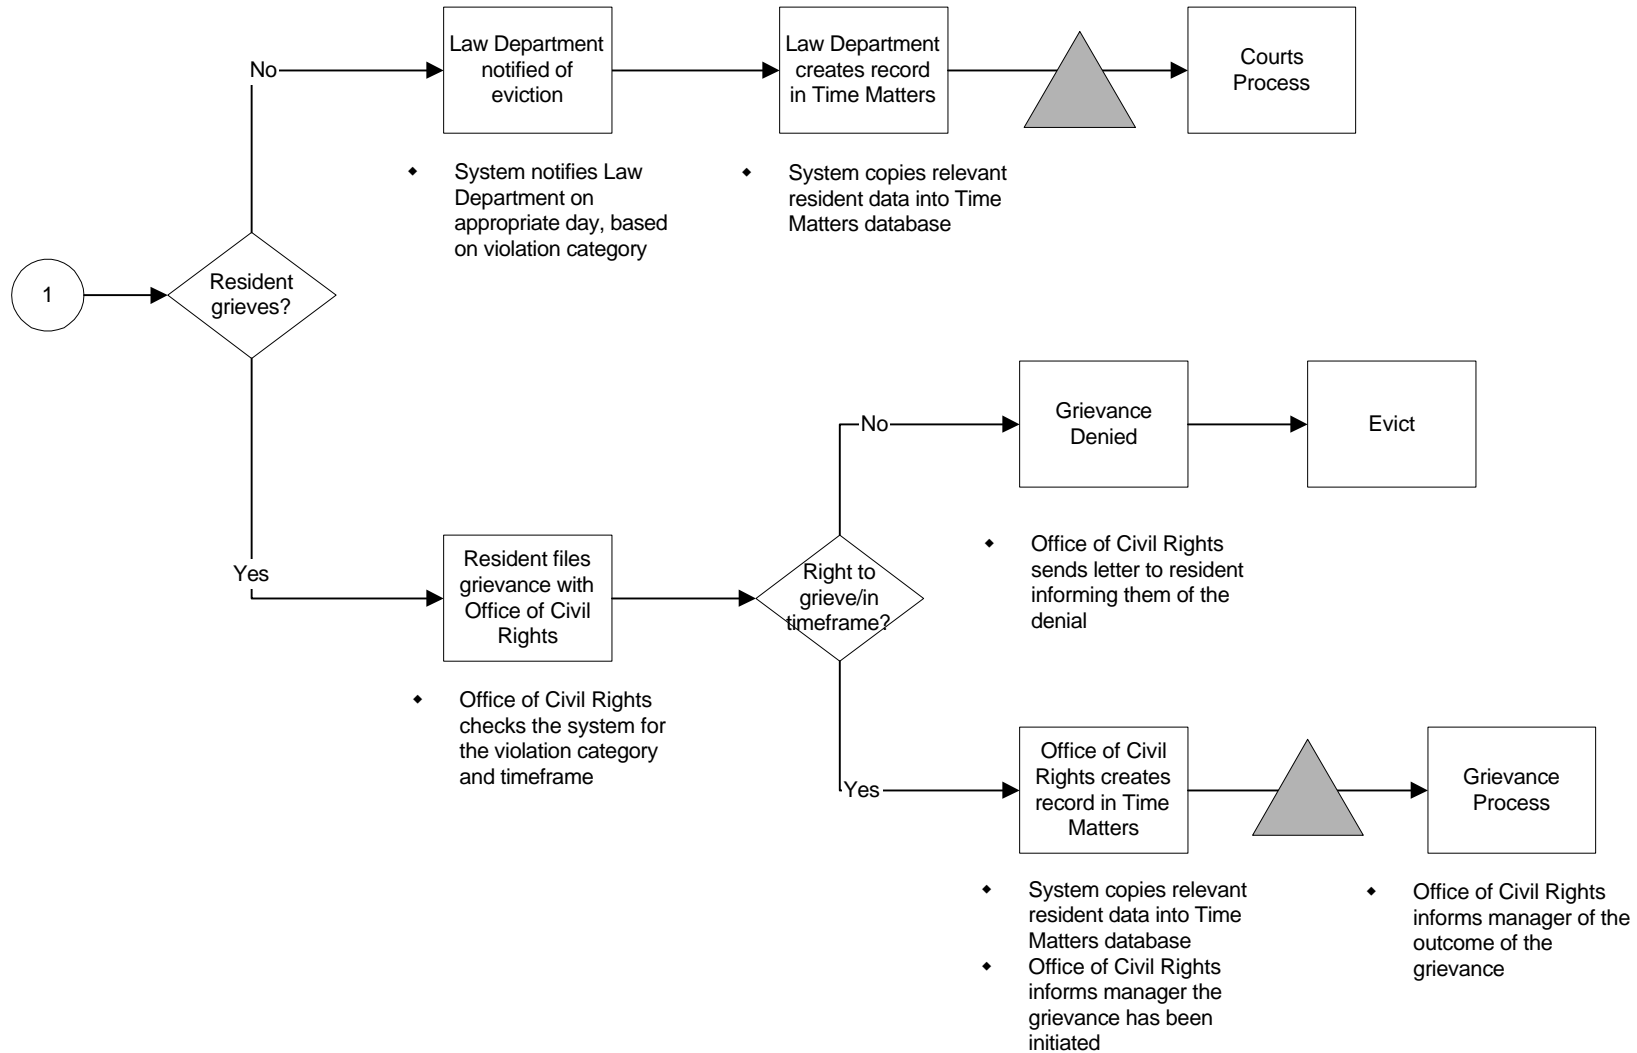 No
Law Department
notified of
eviction
Law Department
creates record
in Time Matters
Courts
Process
◆ System notifies Law
Department on
appropriate day, based
on violation category
◆ System copies relevant
resident data into Time
Matters database
1
Resident
grieves?
Yes
Resident files
grievance with
Office of Civil
Rights
◆ Office of Civil Rights
checks the system for
the violation category
and timeframe
Right to
grieve/in
timeframe?
No
Grievance
Denied
Evict
◆ Office of Civil Rights
sends letter to resident
informing them of the
denial
Yes
Office of Civil
Rights creates
record in Time
Matters
Grievance
Process
◆ System copies relevant
resident data into Time
Matters database
◆ Office of Civil Rights
informs manager the
grievance has been
initiated
◆ Office of Civil Rights
informs manager of the
outcome of the
grievance